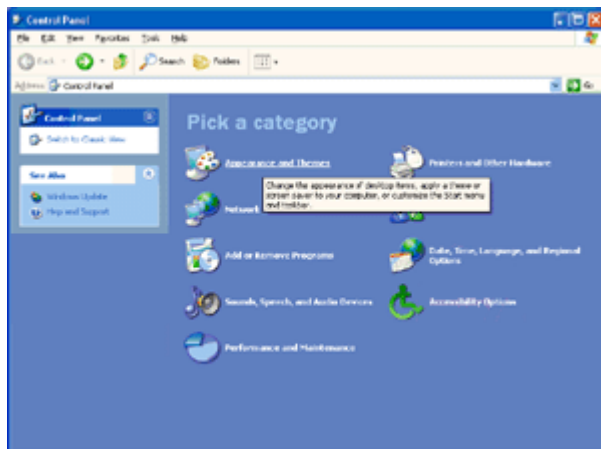 Control Panel
File Edit View Favorites Tools Help
Back Search Folders
Address Control Panel Go
Control Panel
Switch to Classic View
See Also
Windows Update
Help and Support
Pick a category
Appearance and Themes
Printers and Other Hardware
Change the appearance of desktop items, apply a theme or
screen saver to your computer, or customize the Start menu
and taskbar.
Network
Add or Remove Programs
Date, Time, Language, and Regional
Options
Sounds, Speech, and Audio Devices
Accessibility Options
Performance and Maintenance